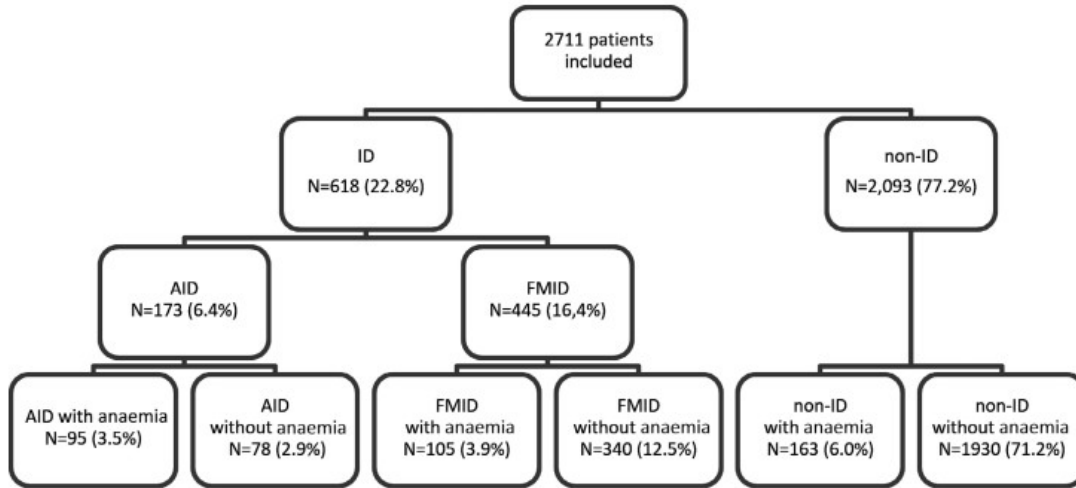 2711 patients
included
ID
N=618 (22.8%)
non-ID
N=2,093 (77.2%)
AID
N=173 (6.4%)
FMID
N=445 (16,4%)
AID with anaemia
N=95 (3.5%)
AID
without anaemia
N=78 (2.9%)
FMID
with anaemia
N=105 (3.9%)
FMID
without anaemia
N=340 (12.5%)
non-ID
with anaemia
N=163 (6.0%)
non-ID
without anaemia
N=1930 (71.2%)